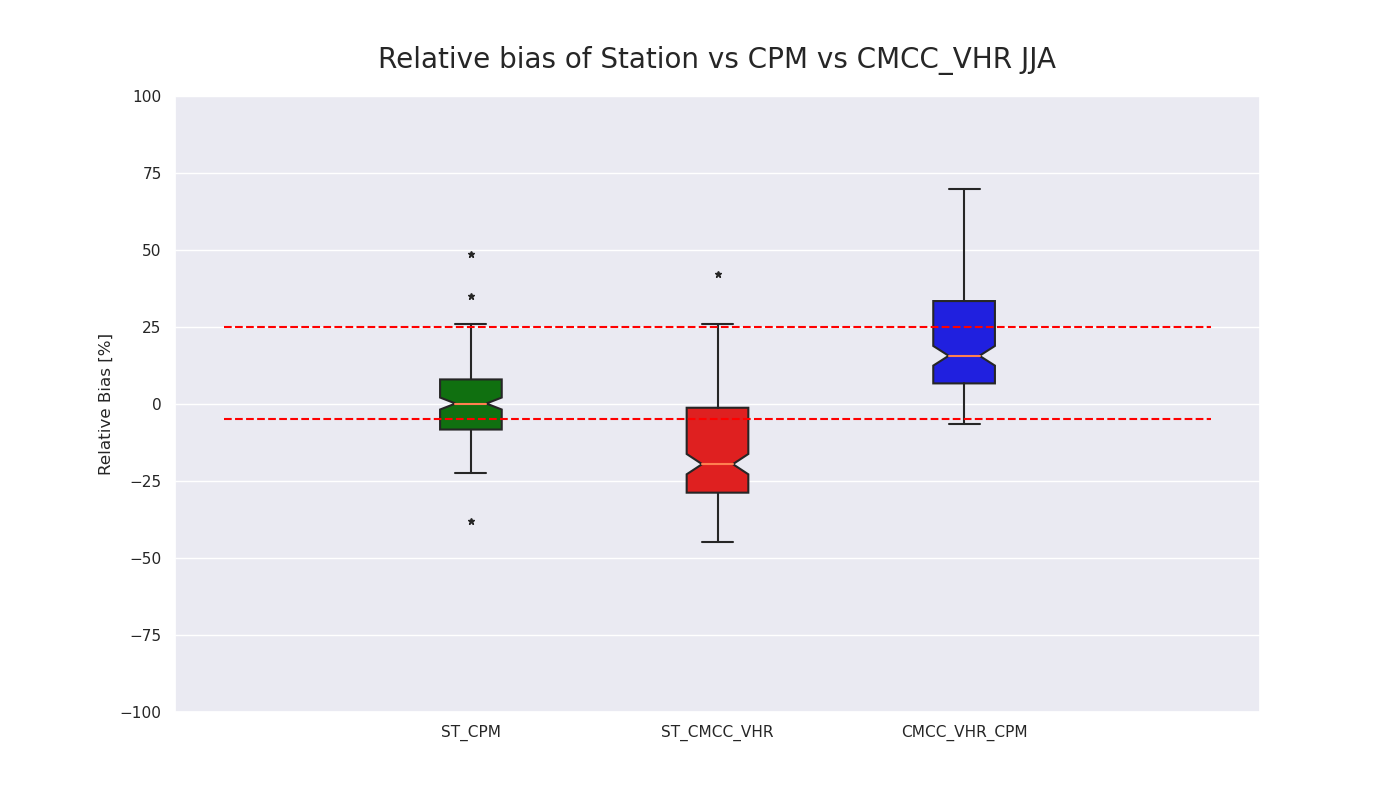 Relative bias of Station vs CPM vs CMCC_VHR JJA
100
75
50
25
0
−25
−50
−75
−100
Relative Bias [%]
ST_CPM
ST_CMCC_VHR
CMCC_VHR_CPM